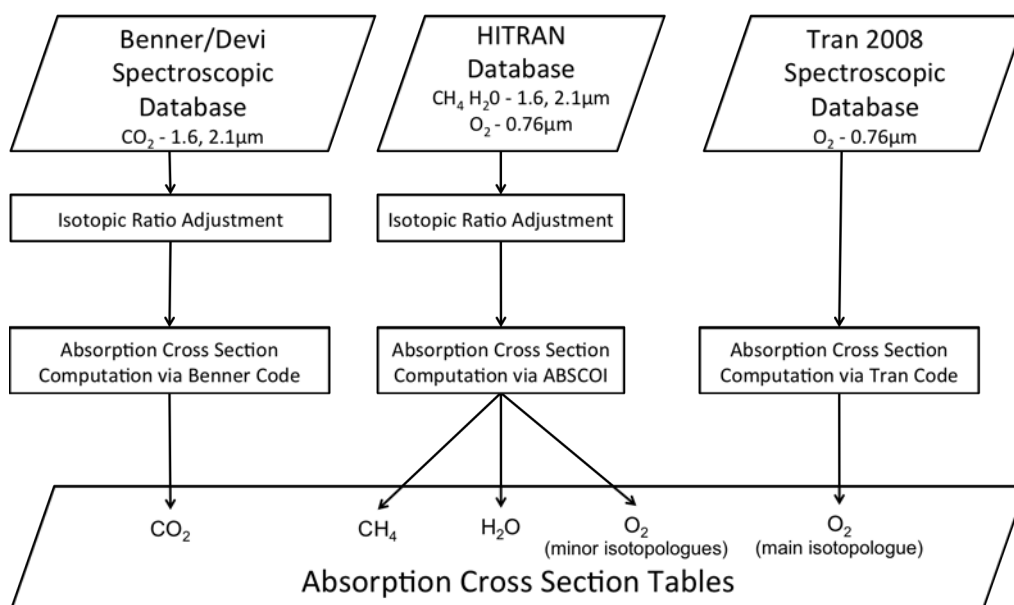 Benner/Devi
Spectroscopic
Database
CO₂ - 1.6, 2.1μm
HITRAN
Database
CH₄ H₂0 - 1.6, 2.1μm
O₂ - 0.76μm
Tran 2008
Spectroscopic
Database
O₂ - 0.76μm
Isotopic Ratio Adjustment
Isotopic Ratio Adjustment
Absorption Cross Section
Computation via Benner Code
Absorption Cross Section
Computation via ABSCOI
Absorption Cross Section
Computation via Tran Code
CO₂
CH₄
H₂O
O₂
(minor isotopologues)
O₂
(main isotopologue)
Absorption Cross Section Tables